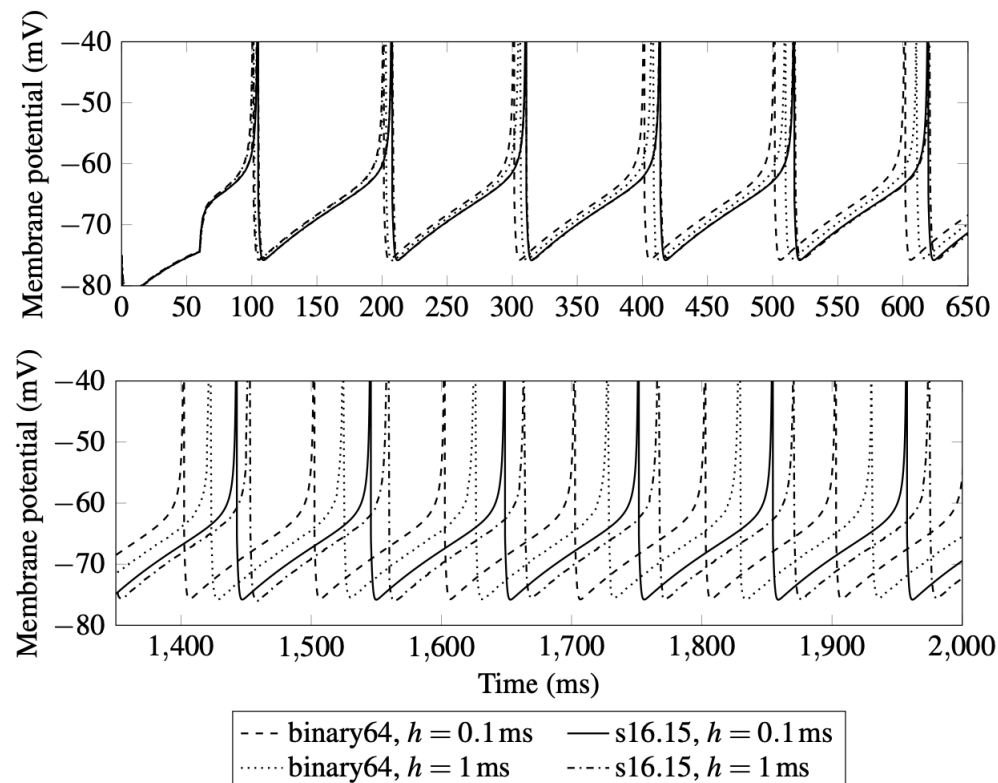 Membrane potential (mV)
−40
−50
−60
−70
−80
0 50 100 150 200 250 300 350 400 450 500 550 600 650
Membrane potential (mV)
−40
−50
−60
−70
−80
1,400 1,500 1,600 1,700 1,800 1,900 2,000
Time (ms)
binary64, h = 0.1 ms s16.15, h = 0.1 ms
binary64, h = 1 ms s16.15, h = 1 ms